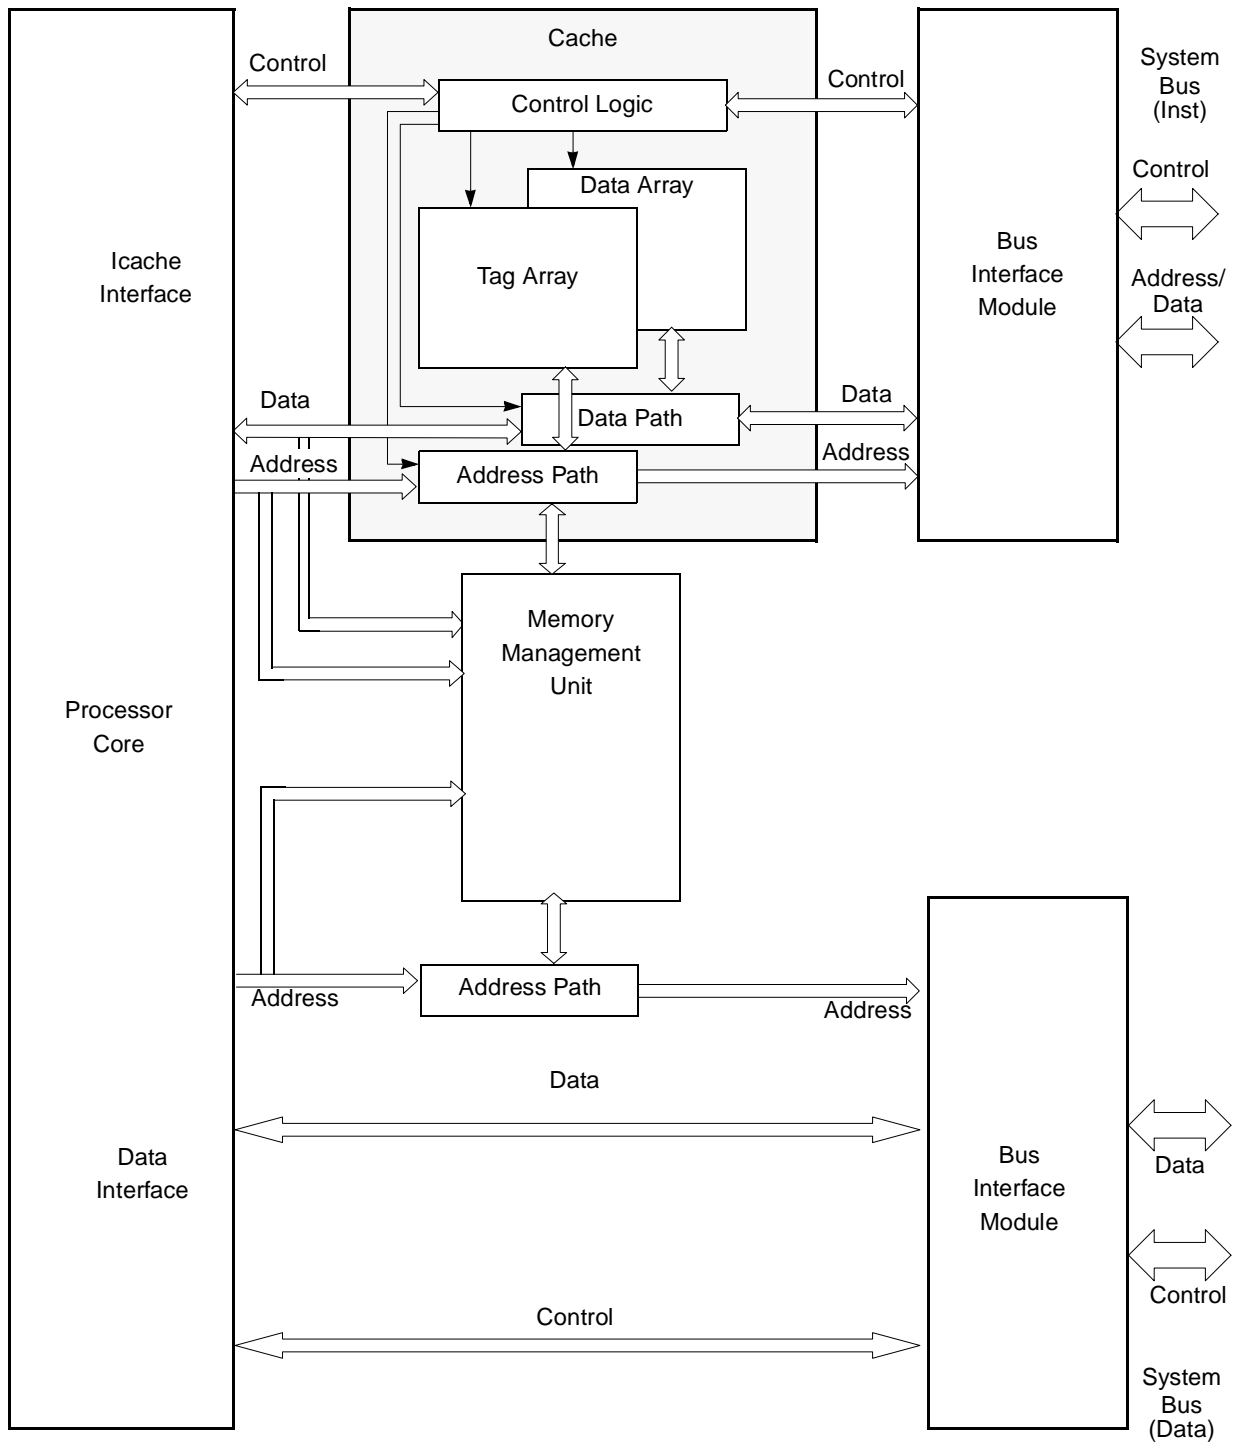 Cache
Control
Control Logic
Control
System
Bus
(Inst)
Data Array
Control
Icache
Interface
Tag Array
Bus
Interface
Module
Address/
Data
Data
Data Path
Data
Address
Address Path
Address
Memory
Management
Unit
Processor
Core
Address
Address Path
Address
Data
Data
Interface
Bus
Interface
Module
Data
Control
Control
System
Bus
(Data)